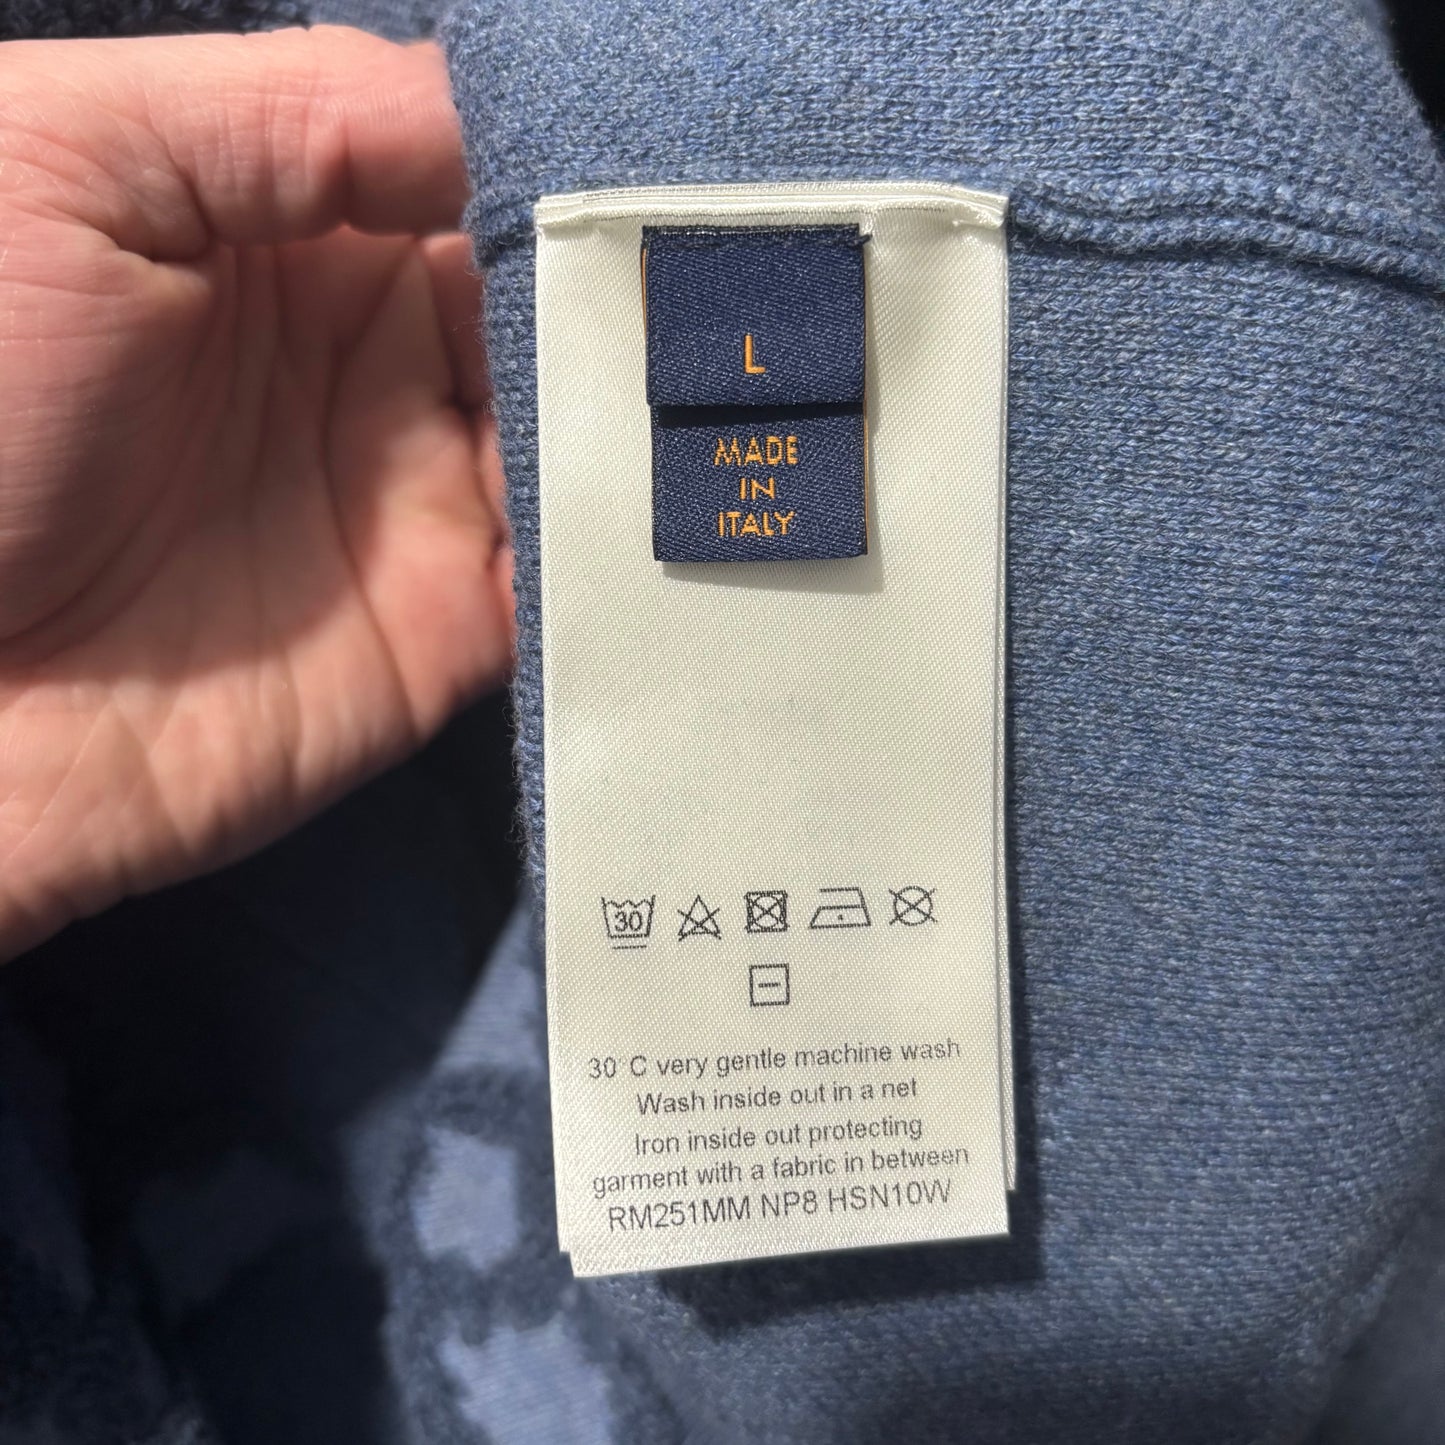 L
MADE
IN
ITALY
30
30°C very gentle machine wash
Wash inside out in a net
Iron inside out protecting
garment with a fabric in between
RM251MM NP8 HSN10W